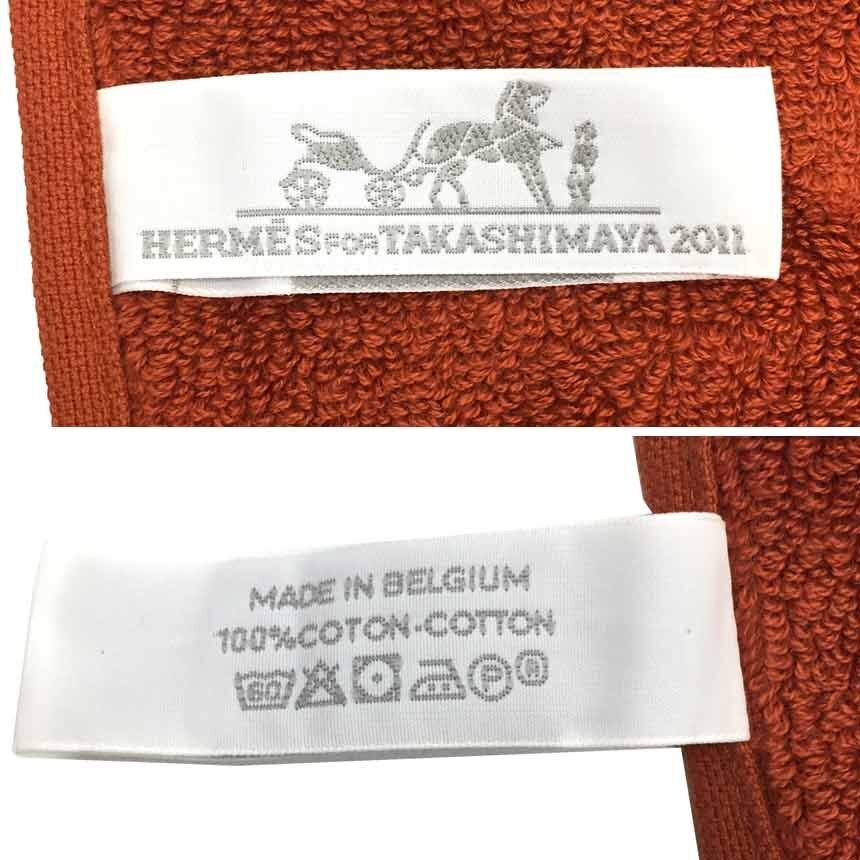 HERMÈS FOR TAKASHIMAYA 2011
MADE IN BELGIUM
100% COTON - COTTON
60 P